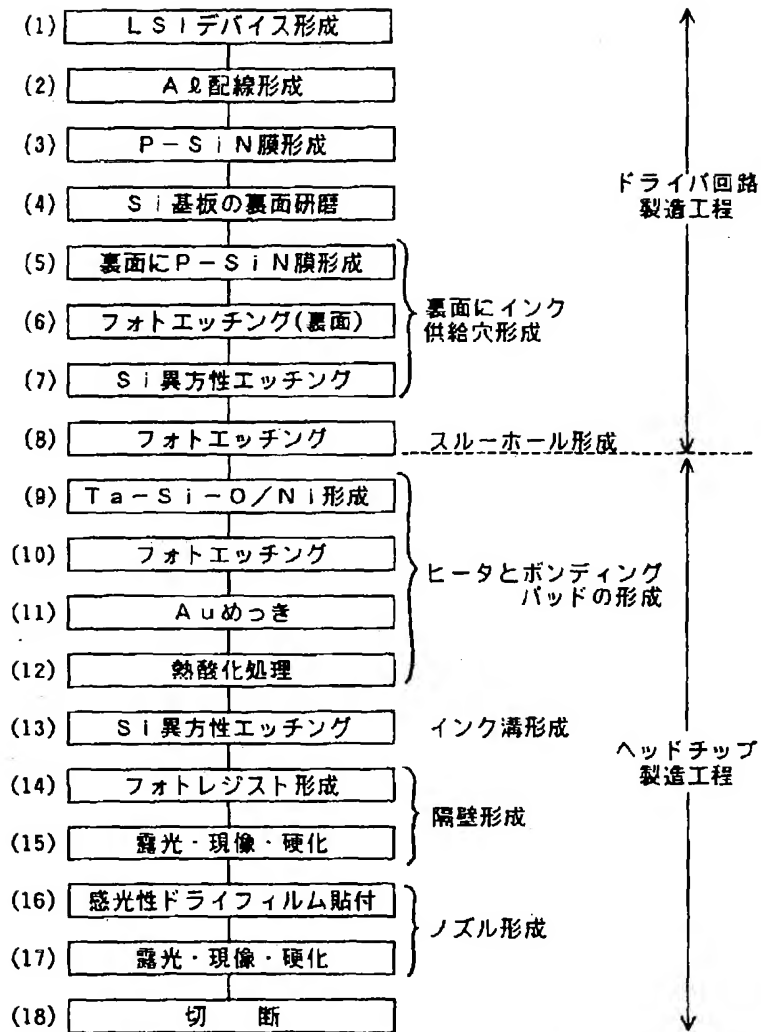 (1) LSIデバイス形成
(2) Aℓ配線形成
(3) P-SiN膜形成
(4) Si基板の裏面研磨
ドライバ回路
製造工程
(5) 裏面にP-SiN膜形成
(6) フォトエッチング(裏面)
裏面にインク
供給穴形成
(7) Si異方性エッチング
(8) フォトエッチング スルーホール形成
(9) Ta-Si-O/Ni形成
(10) フォトエッチング
ヒータとボンディング
パッドの形成
(11) Auめっき
(12) 熱酸化処理
(13) Si異方性エッチング インク溝形成
ヘッドチップ
製造工程
(14) フォトレジスト形成
隔壁形成
(15) 露光・現像・硬化
(16) 感光性ドライフィルム貼付
ノズル形成
(17) 露光・現像・硬化
(18) 切断